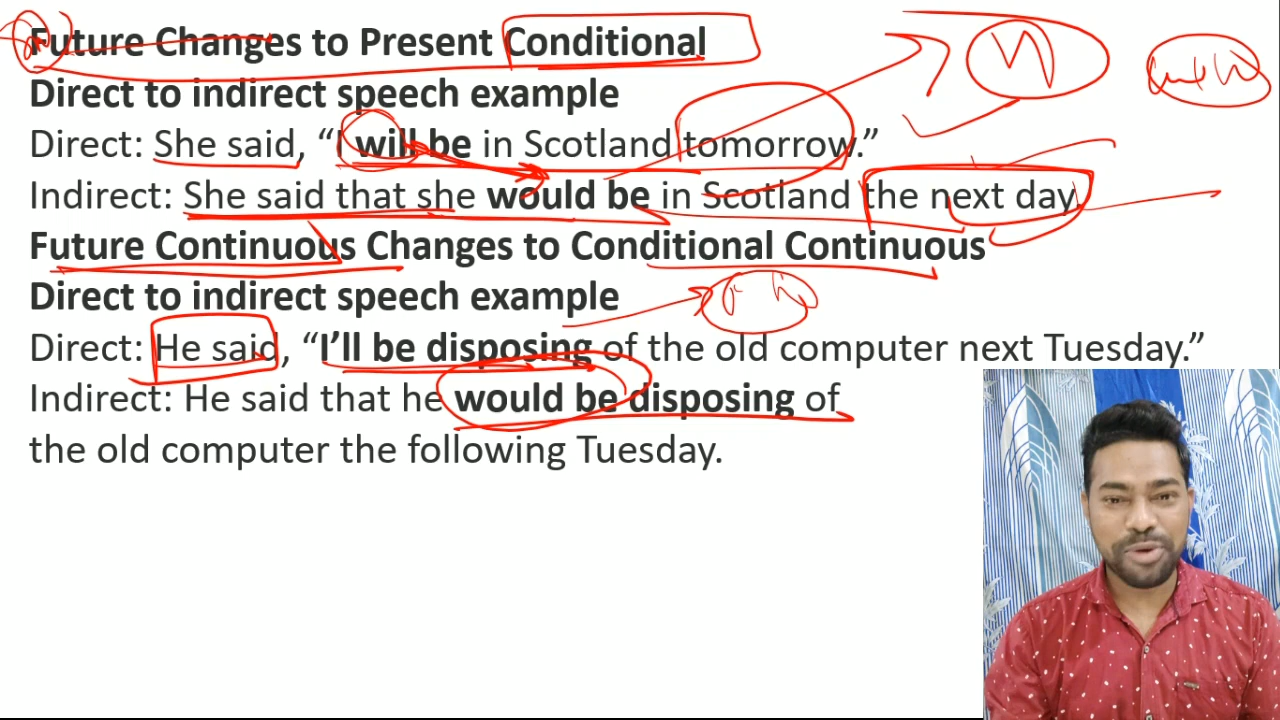 Future Changes to Present Conditional
Direct to indirect speech example
Direct: She said, “I will be in Scotland tomorrow.”
Indirect: She said that she would be in Scotland the next day.
Future Continuous Changes to Conditional Continuous
Direct to indirect speech example
Direct: He said, “I’ll be disposing of the old computer next Tuesday.”
Indirect: He said that he would be disposing of
the old computer the following Tuesday.